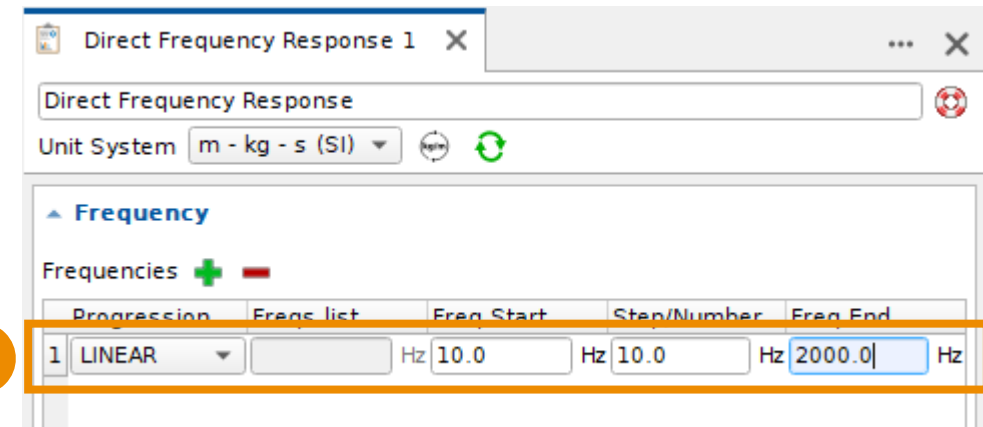 Direct Frequency Response 1
Direct Frequency Response
Unit System m - kg - s (SI) kg/m
Frequency
Frequencies
Progression Freqs list Freq Start Step/Number Freq End
1 LINEAR Hz 10.0 Hz 10.0 Hz 2000.0 Hz